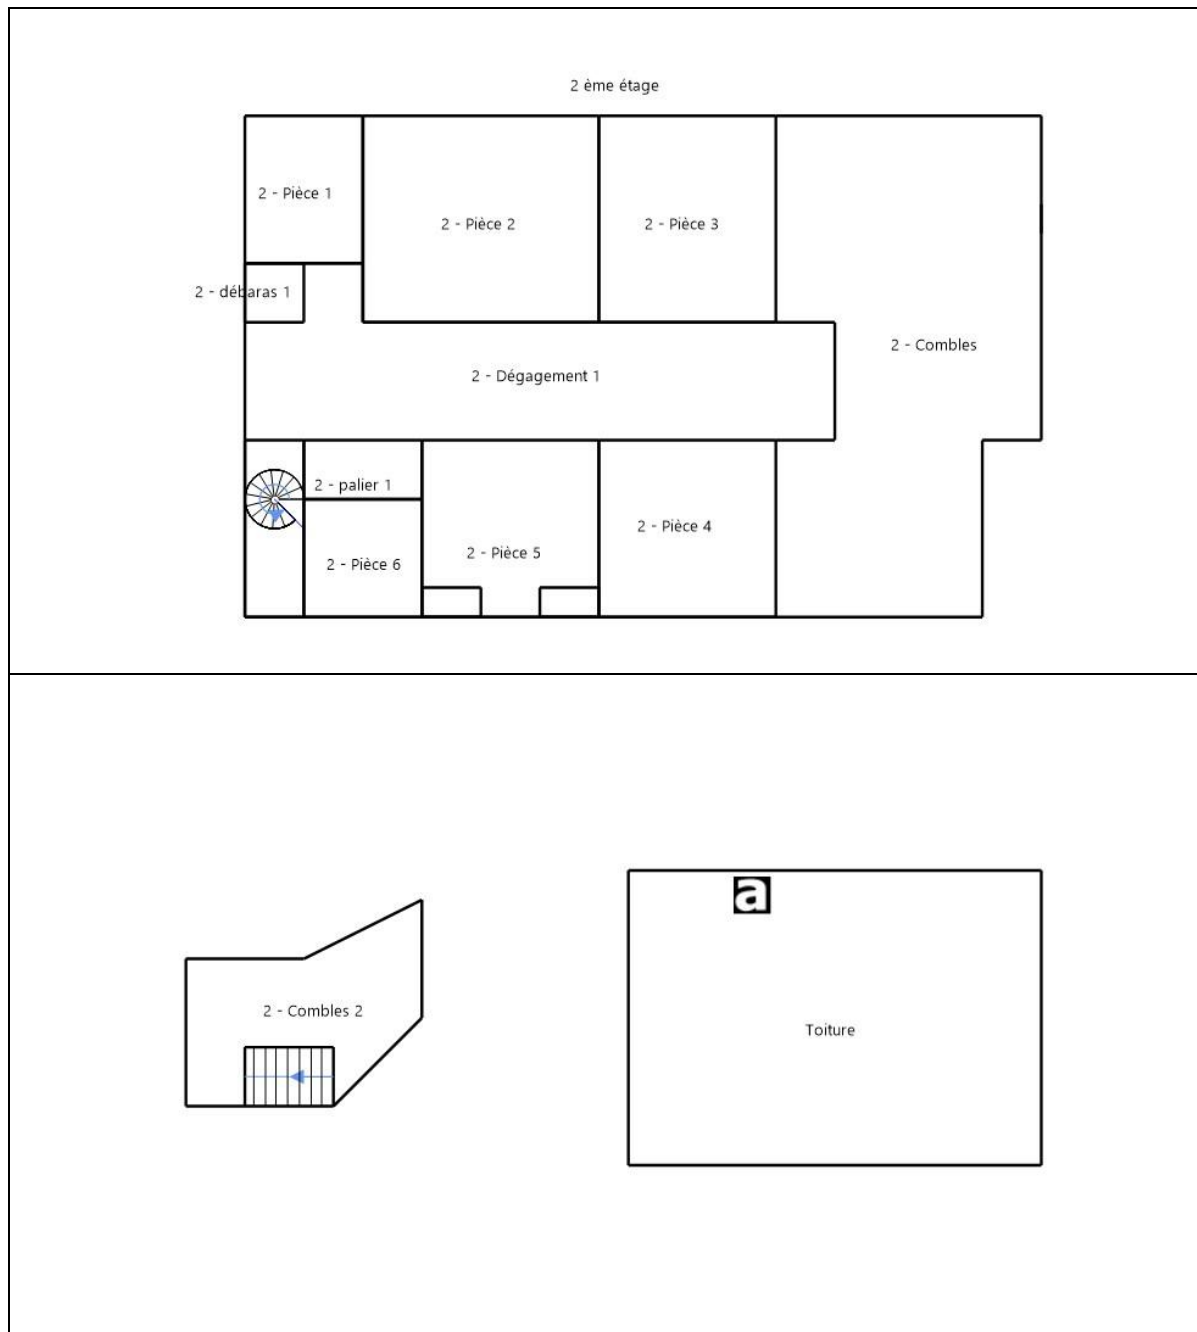 2 ème étage
2 - Pièce 1
2 - Pièce 2
2 - Pièce 3
2 - débaras 1
2 - Combles
2 - Dégagement 1
2 - palier 1
2 - Pièce 4
2 - Pièce 5
2 - Pièce 6
a
2 - Combles 2
Toiture